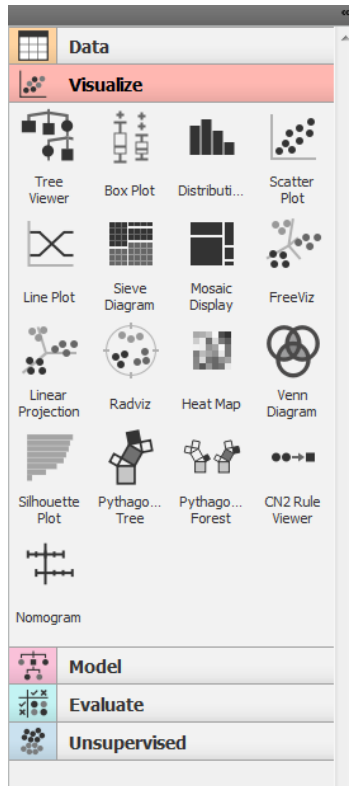 Data
Visualize
Tree
Viewer
Box Plot
Distributi...
Scatter
Plot
Line Plot
Sieve
Diagram
Mosaic
Display
FreeViz
Linear
Projection
Radviz
Heat Map
Venn
Diagram
Silhouette
Plot
Pythago...
Tree
Pythago...
Forest
CN2 Rule
Viewer
Nomogram
Model
Evaluate
Unsupervised